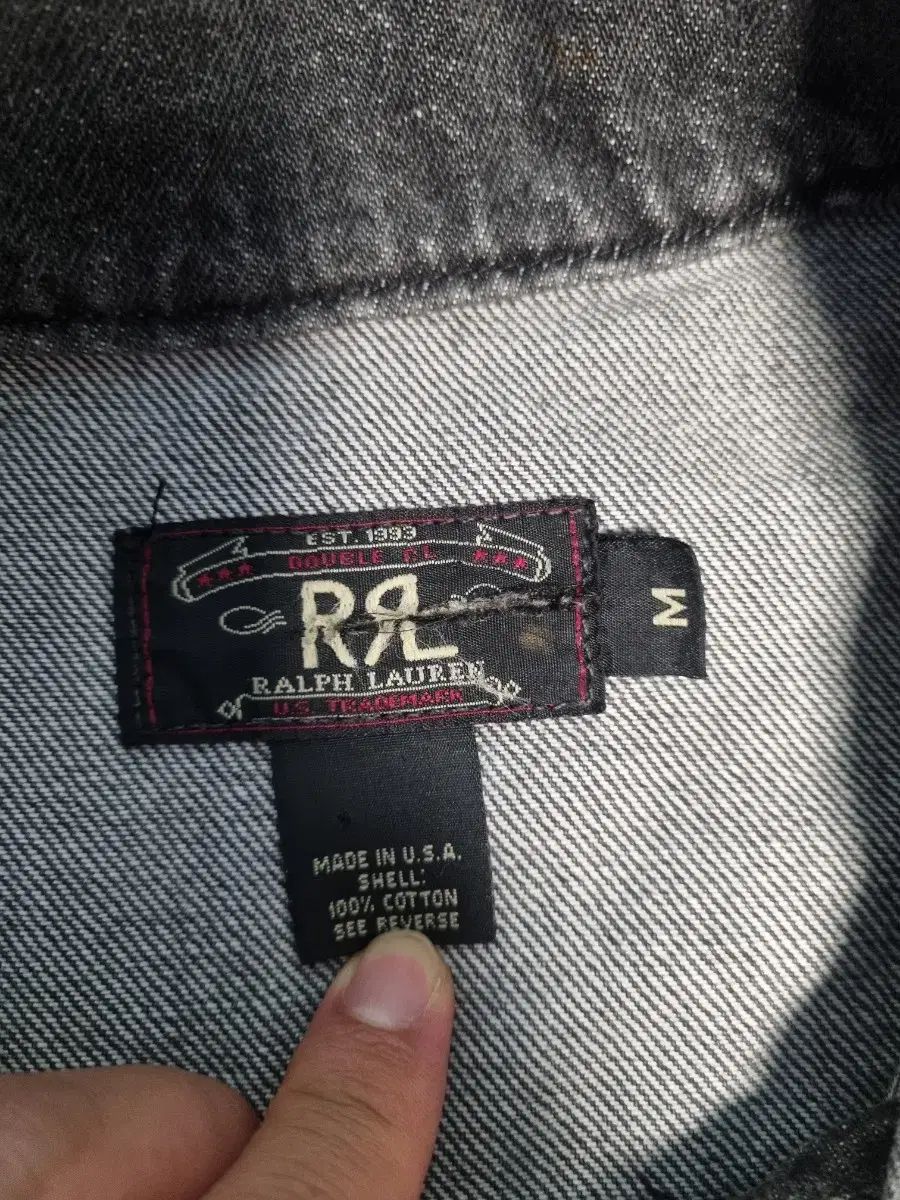 EST. 1993
DOUBLE RL
RRL
RALPH LAUREN
U.S. TRADEMARK
M
MADE IN U.S.A.
SHELL:
100% COTTON
SEE REVERSE